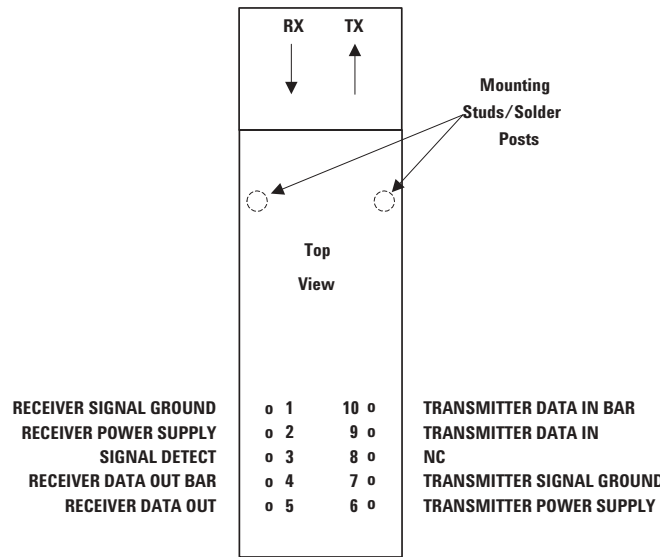 RX TX
Mounting
Studs/Solder
Posts
Top
View
RECEIVER SIGNAL GROUND o 1 10 o TRANSMITTER DATA IN BAR
RECEIVER POWER SUPPLY o 2 9 o TRANSMITTER DATA IN
SIGNAL DETECT o 3 8 o NC
RECEIVER DATA OUT BAR o 4 7 o TRANSMITTER SIGNAL GROUND
RECEIVER DATA OUT o 5 6 o TRANSMITTER POWER SUPPLY